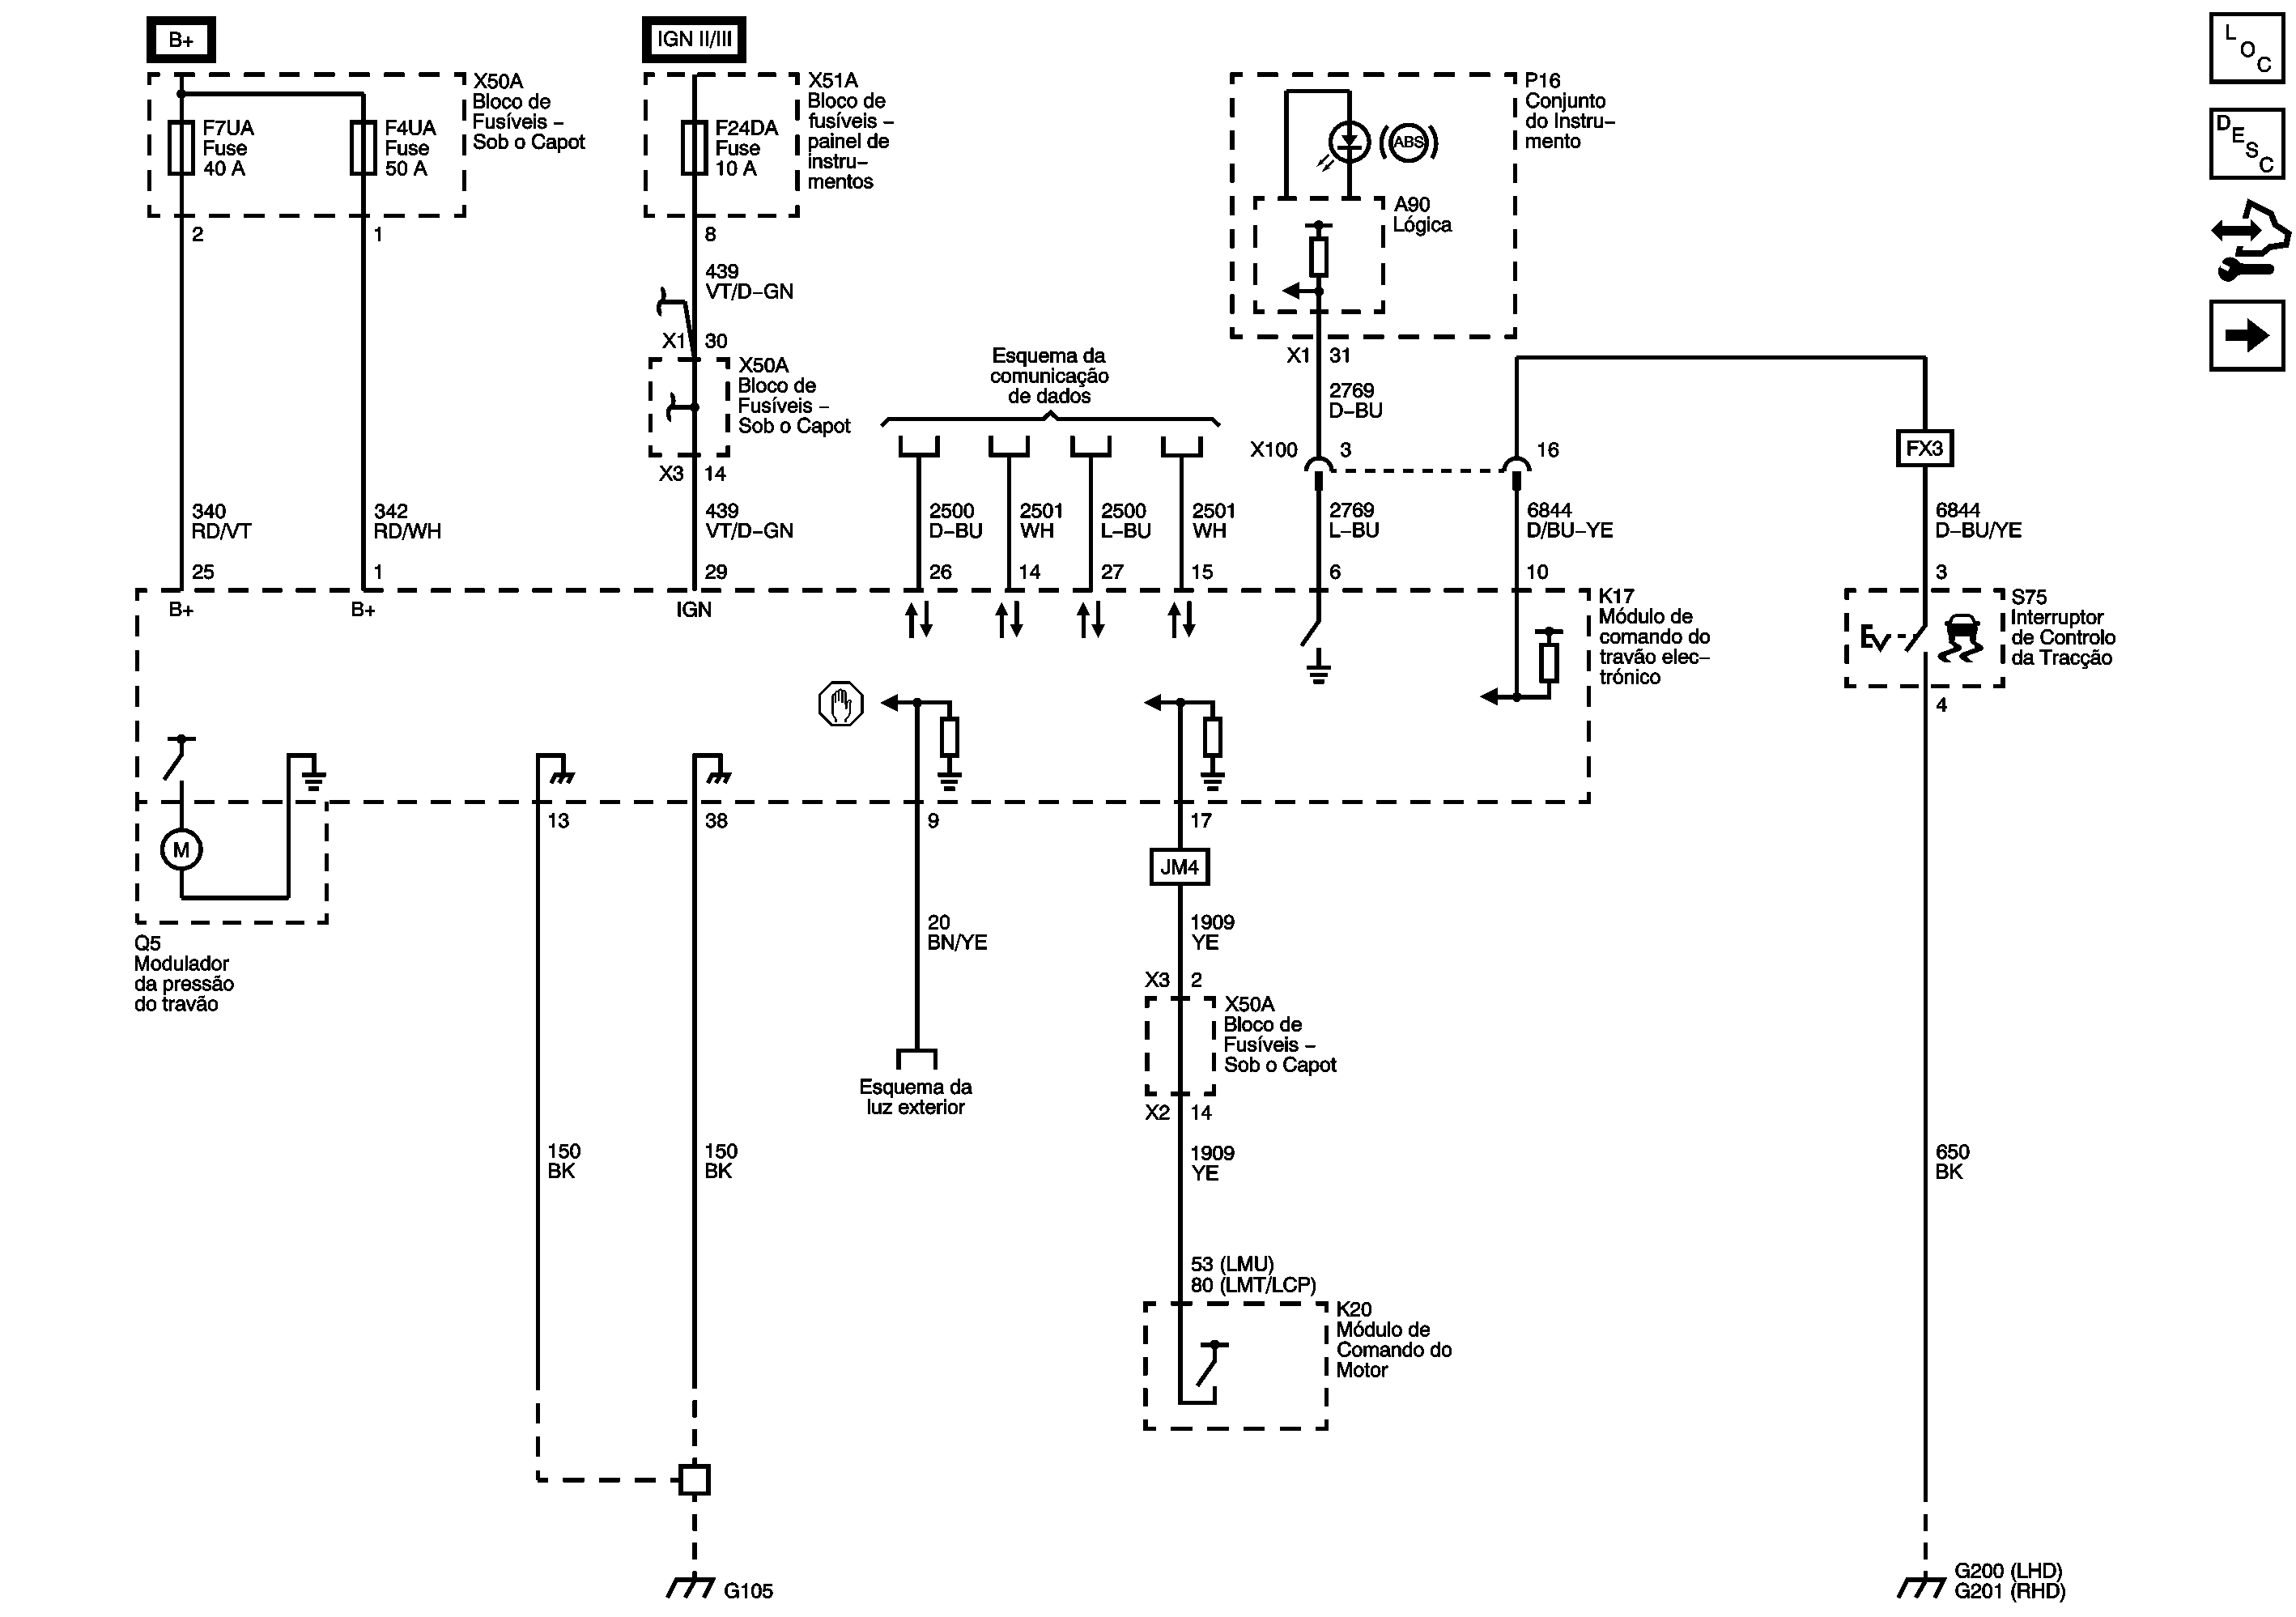 B+
IGN II/III
X50A
Bloco de
Fusíveis –
Sob o Capot
F7UA
Fuse
40 A
F4UA
Fuse
50 A
2
1
X51A
Bloco de
fusíveis –
painel de
instru–
mentos
F24DA
Fuse
10 A
8
439
VT/D–GN
X1
30
X50A
Bloco de
Fusíveis –
Sob o Capot
X3
14
439
VT/D–GN
29
340
RD/VT
25
342
RD/WH
1
Esquema da
comunicação
de dados
2500
D–BU
26
2501
WH
14
2500
L–BU
27
2501
WH
15
P16
Conjunto
do Instru–
mento
ABS
A90
Lógica
X1
31
2769
D–BU
X100
3
16
2769
L–BU
6
6844
D/BU–YE
10
FX3
6844
D–BU/YE
3
S75
Interruptor
de Controlo
da Tracção
4
B+
B+
IGN
K17
Módulo de
comando do
travão elec–
trónico
M
Q5
Modulador
da pressão
do travão
13
38
9
17
JM4
20
BN/YE
Esquema da
luz exterior
1909
YE
X3
2
X50A
Bloco de
Fusíveis –
Sob o Capot
X2
14
1909
YE
150
BK
150
BK
650
BK
53 (LMU)
80 (LMT/LCP)
K20
Módulo de
Comando do
Motor
G105
G200 (LHD)
G201 (RHD)
LOC
DESC